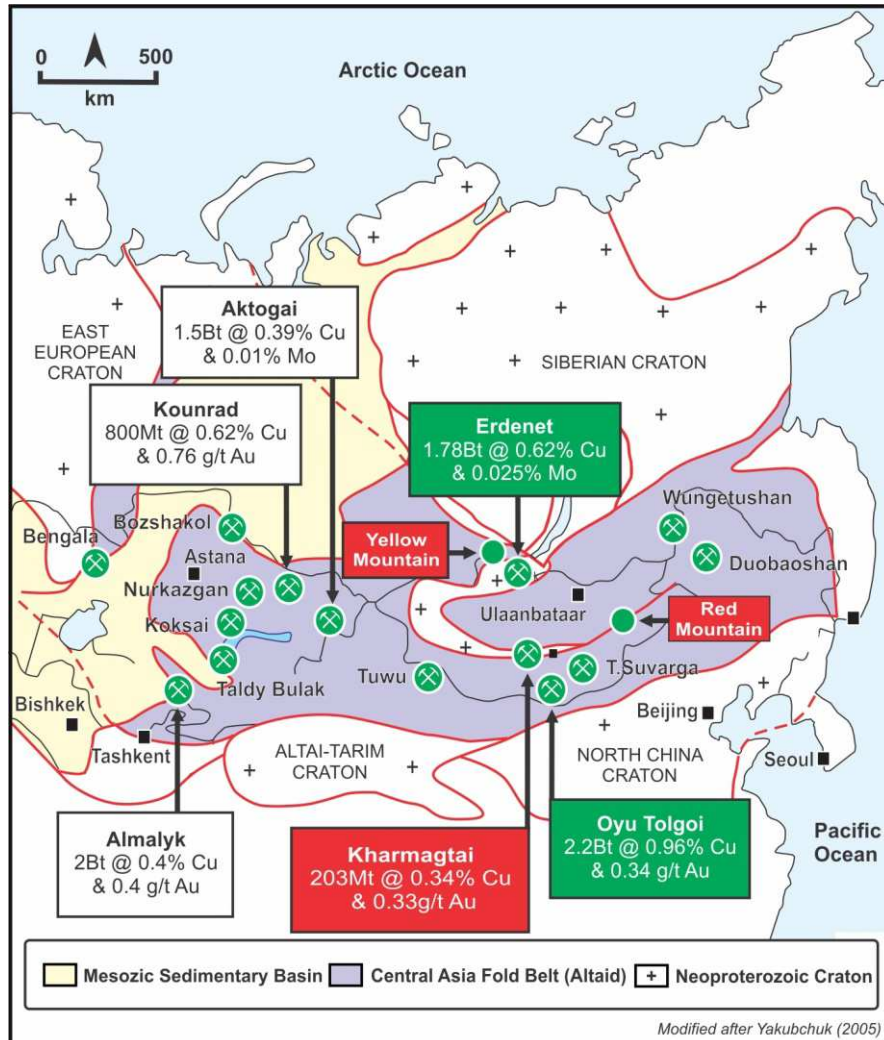 0 500
km
Arctic Ocean
Aktogai
1.5Bt @ 0.39% Cu
& 0.01% Mo
EAST
EUROPEAN
CRATON
SIBERIAN CRATON
Kounrad
800Mt @ 0.62% Cu
& 0.76 g/t Au
Erdenet
1.78Bt @ 0.62% Cu
& 0.025% Mo
Wungetushan
Bozshakol
Bengala
Yellow
Mountain
Astana
Duobaoshan
Nurkazgan
Ulaanbataar
Red
Mountain
Koksai
Taldy Bulak
Tuwu
T.Suvarga
Bishkek
Beijing
Tashkent
ALTAI-TARIM
CRATON
NORTH CHINA
CRATON
Seoul
Almalyk
2Bt @ 0.4% Cu
& 0.4 g/t Au
Kharmagtai
203Mt @ 0.34% Cu
& 0.33g/t Au
Oyu Tolgoi
2.2Bt @ 0.96% Cu
& 0.34 g/t Au
Pacific
Ocean
Mesozic Sedimentary Basin
Central Asia Fold Belt (Altaid)
Neoproterozoic Craton
Modified after Yakubchuk (2005)